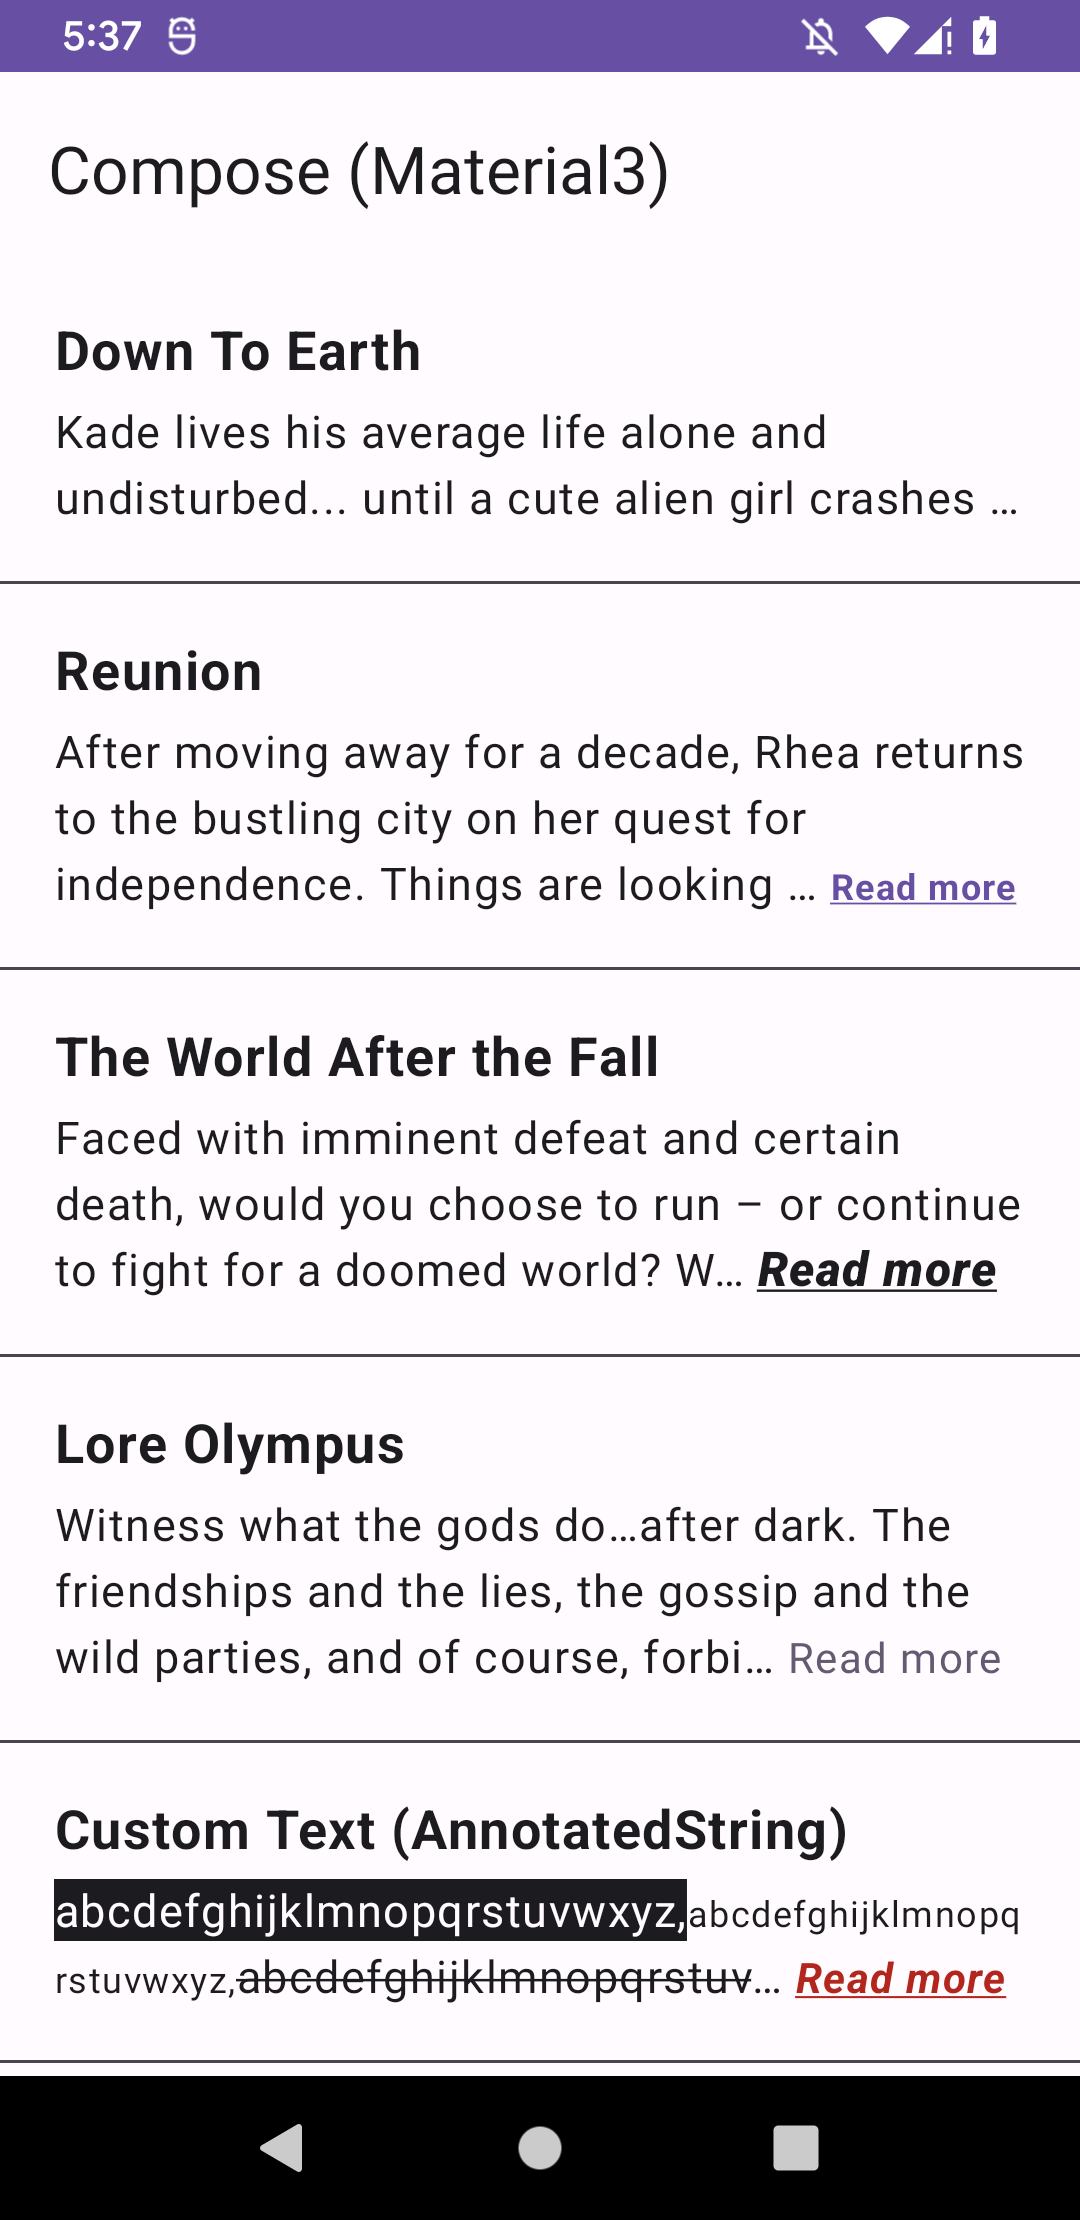 5:37
Compose (Material3)
Down To Earth
Kade lives his average life alone and
undisturbed... until a cute alien girl crashes …
Reunion
After moving away for a decade, Rhea returns
to the bustling city on her quest for
independence. Things are looking … Read more
The World After the Fall
Faced with imminent defeat and certain
death, would you choose to run – or continue
to fight for a doomed world? W… Read more
Lore Olympus
Witness what the gods do…after dark. The
friendships and the lies, the gossip and the
wild parties, and of course, forbi… Read more
Custom Text (AnnotatedString)
abcdefghijklmnopqrstuvwxyz,abcdefghijklmnopq
rstuvwxyz,abcdefghijklmnopqrstuv… Read more